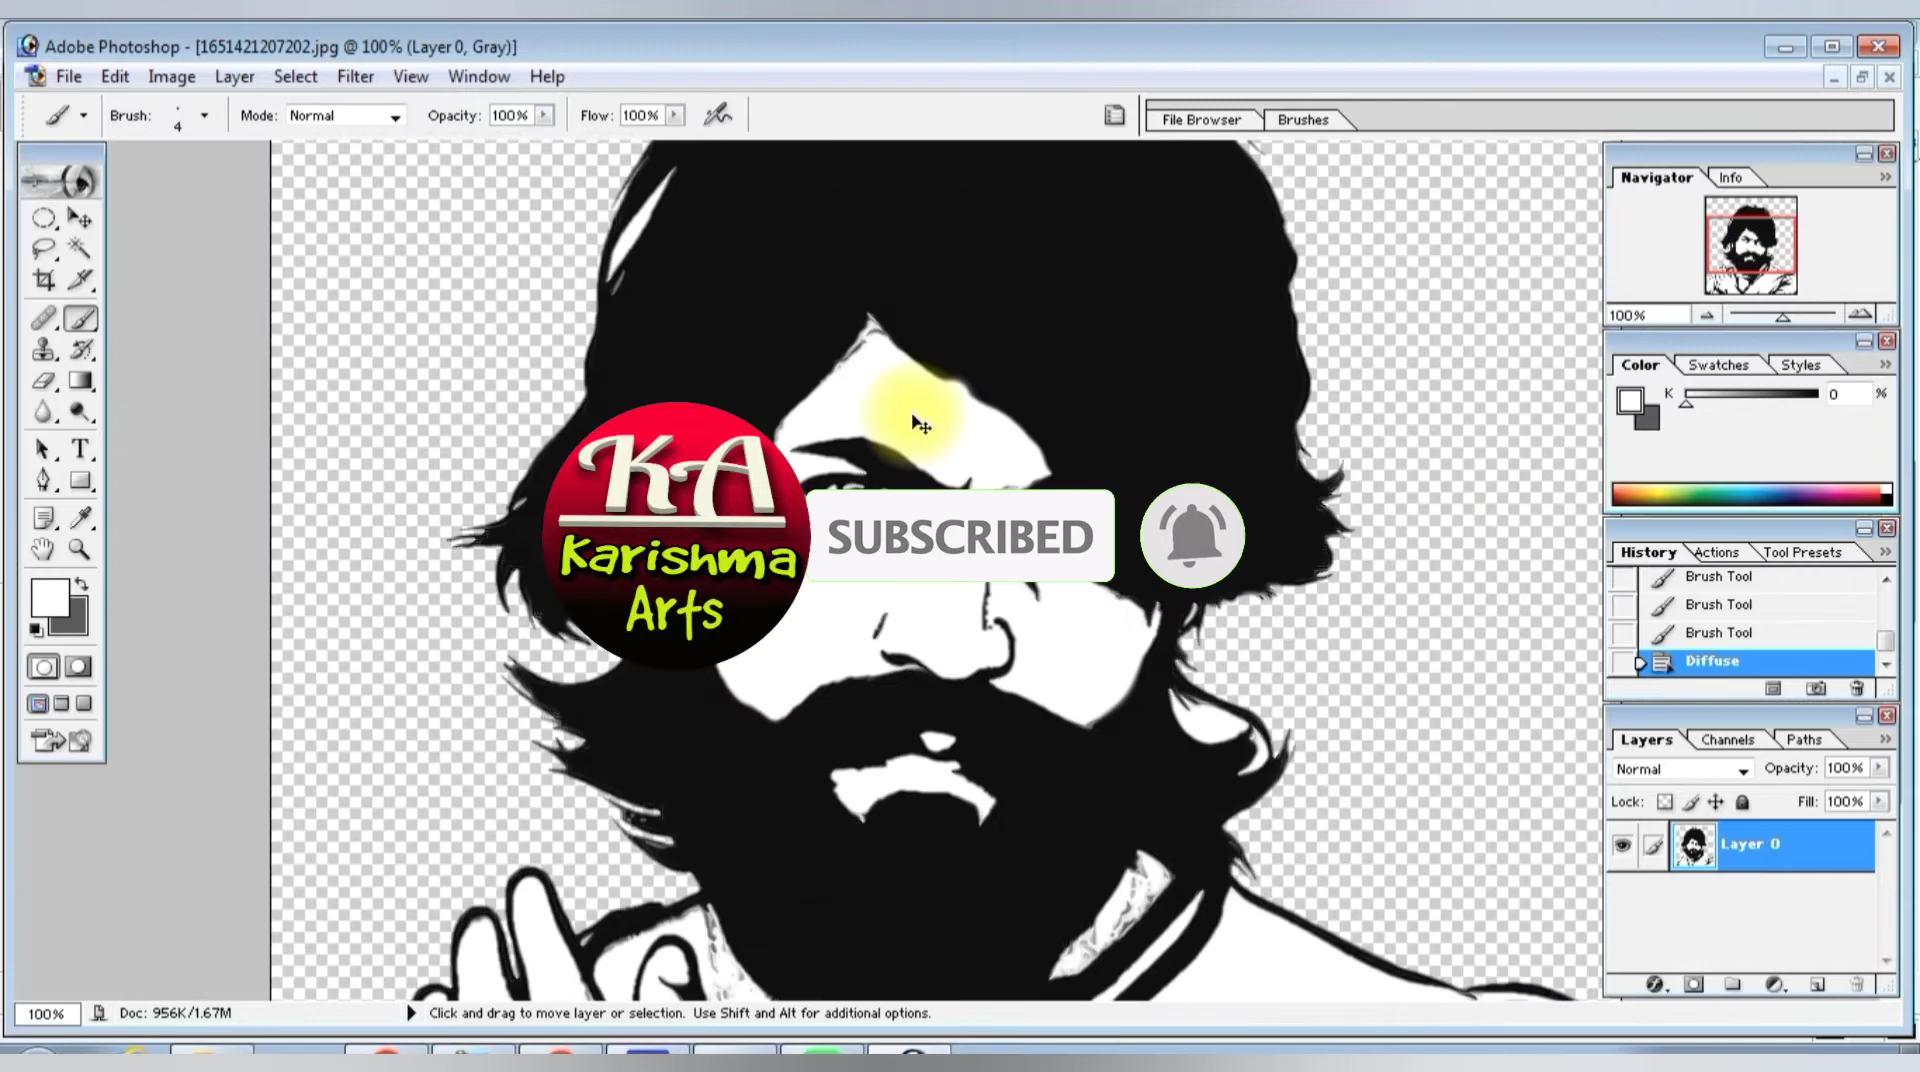 Adobe Photoshop - [1651421207202.jpg @ 100% (Layer 0, Gray)]
File Edit Image Layer Select Filter View Window Help
Brush: 4 Mode: Normal Opacity: 100% Flow: 100% File Browser Brushes
Navigator Info
100%
Color Swatches Styles
K 0 %
KA
Karishma
Arts
SUBSCRIBED
T
History Actions Tool Presets
Brush Tool
Brush Tool
Brush Tool
Diffuse
Layers Channels Paths
Normal Opacity: 100%
Lock: Fill: 100%
Layer 0
100% Doc: 956K/1.67M Click and drag to move layer or selection. Use Shift and Alt for additional options.